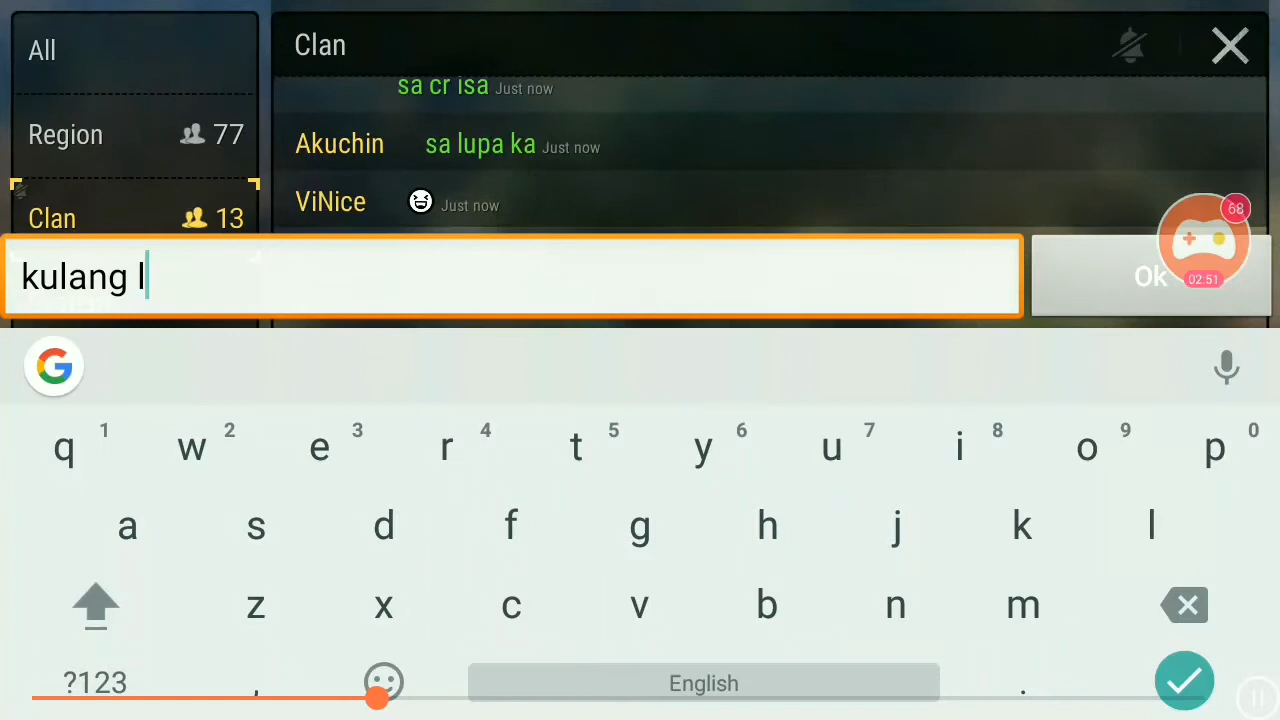 All
Region 77
Clan 13
Clan
sa cr isa Just now
Akuchin sa lupa ka Just now
ViNice Just now
68
02:51
kulang l
Ok
q 1 w 2 e 3 r 4 t 5 y 6 u 7 i 8 o 9 p 0
a s d f g h j k l
z x c v b n m
?123 , English .